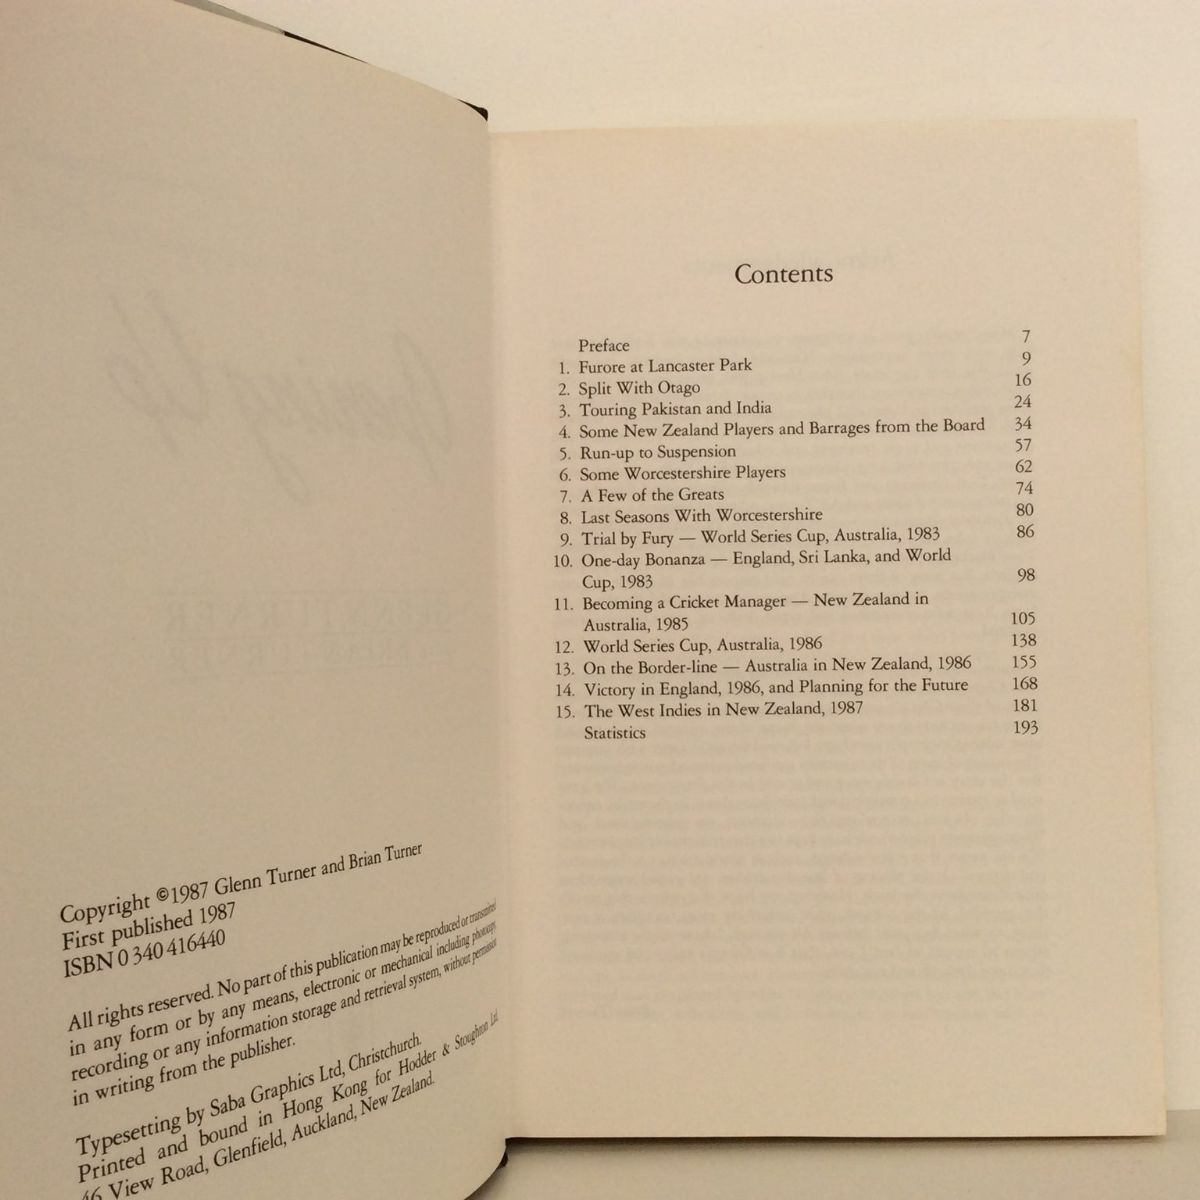 Copyright ©1987 Glenn Turner and Brian Turner
First published 1987
ISBN 0 340 416440
All rights reserved. No part of this publication may be reproduced or transmitted
in any form or by any means, electronic or mechanical including photocopy,
recording or any information storage and retrieval system, without permission
in writing from the publisher.
Typesetting by Saba Graphics Ltd, Christchurch.
Printed and bound in Hong Kong for Hodder & Stoughton Ltd
46 View Road, Glenfield, Auckland, New Zealand.
Contents
Preface 7
1. Furore at Lancaster Park 9
2. Split With Otago 16
3. Touring Pakistan and India 24
4. Some New Zealand Players and Barrages from the Board 34
5. Run-up to Suspension 57
6. Some Worcestershire Players 62
7. A Few of the Greats 74
8. Last Seasons With Worcestershire 80
9. Trial by Fury — World Series Cup, Australia, 1983 86
10. One-day Bonanza — England, Sri Lanka, and World
Cup, 1983 98
11. Becoming a Cricket Manager — New Zealand in
Australia, 1985 105
12. World Series Cup, Australia, 1986 138
13. On the Border-line — Australia in New Zealand, 1986 155
14. Victory in England, 1986, and Planning for the Future 168
15. The West Indies in New Zealand, 1987 181
Statistics 193